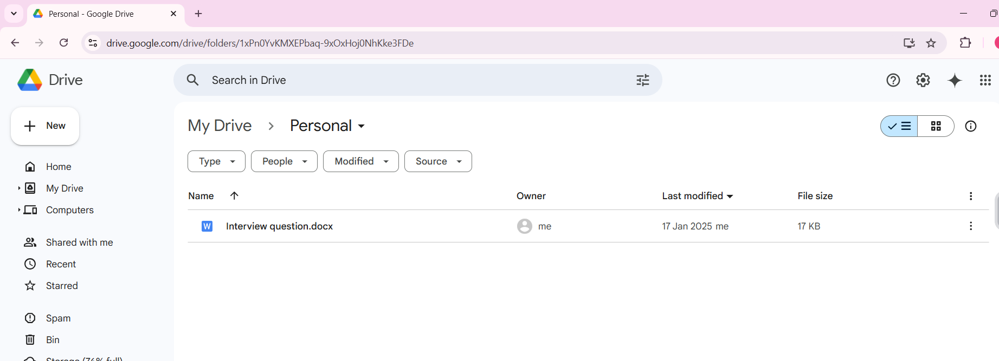 Personal - Google Drive
drive.google.com/drive/folders/1xPn0YvKMXEPbaq-9xOxHoj0NhKke3FDe
Drive
Search in Drive
New
My Drive > Personal
Type People Modified Source
Home
My Drive
Computers
Shared with me
Recent
Starred
Spam
Bin
Storage (76% full)
Name Owner Last modified File size
W Interview question.docx me 17 Jan 2025 me 17 KB